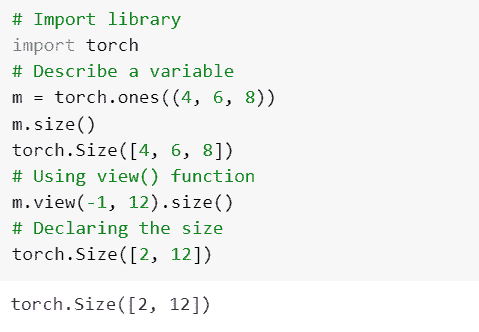 # Import library
import torch
# Describe a variable
m = torch.ones((4, 6, 8))
m.size()
torch.Size([4, 6, 8])
# Using view() function
m.view(-1, 12).size()
# Declaring the size
torch.Size([2, 12])
torch.Size([2, 12])